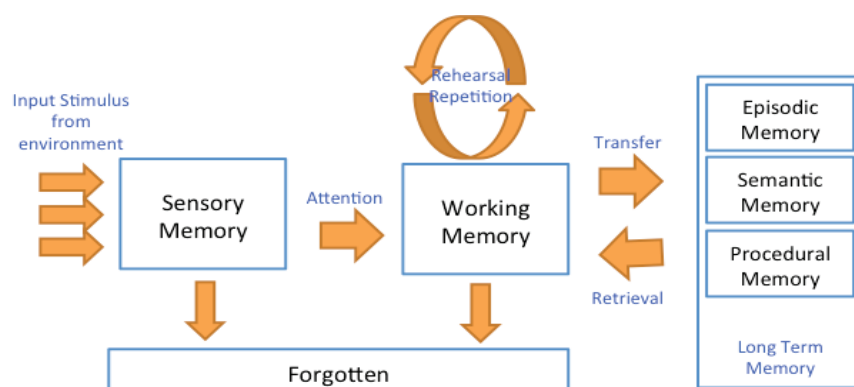 Input Stimulus
from
environment
Sensory
Memory
Attention
Rehearsal
Repetition
Working
Memory
Transfer
Retrieval
Episodic
Memory
Semantic
Memory
Procedural
Memory
Long Term
Memory
Forgotten